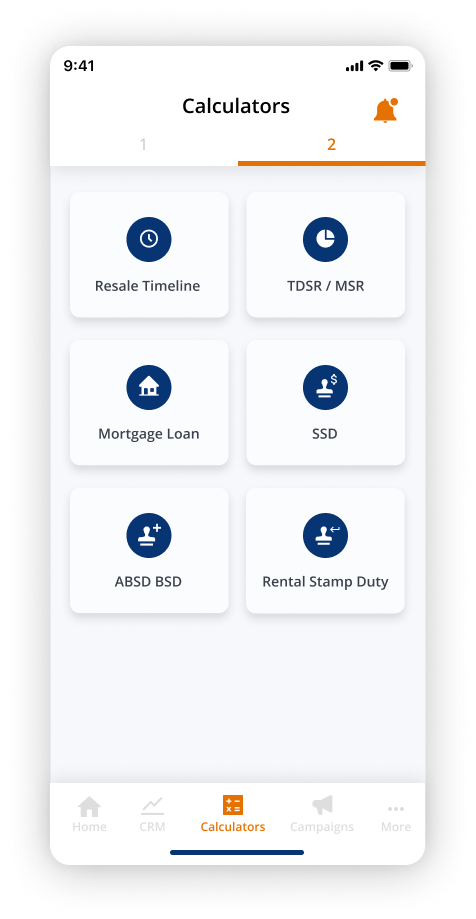 9:41
Calculators
1 2
Resale Timeline TDSR / MSR
Mortgage Loan SSD
ABSD BSD Rental Stamp Duty
Home CRM Calculators Campaigns More